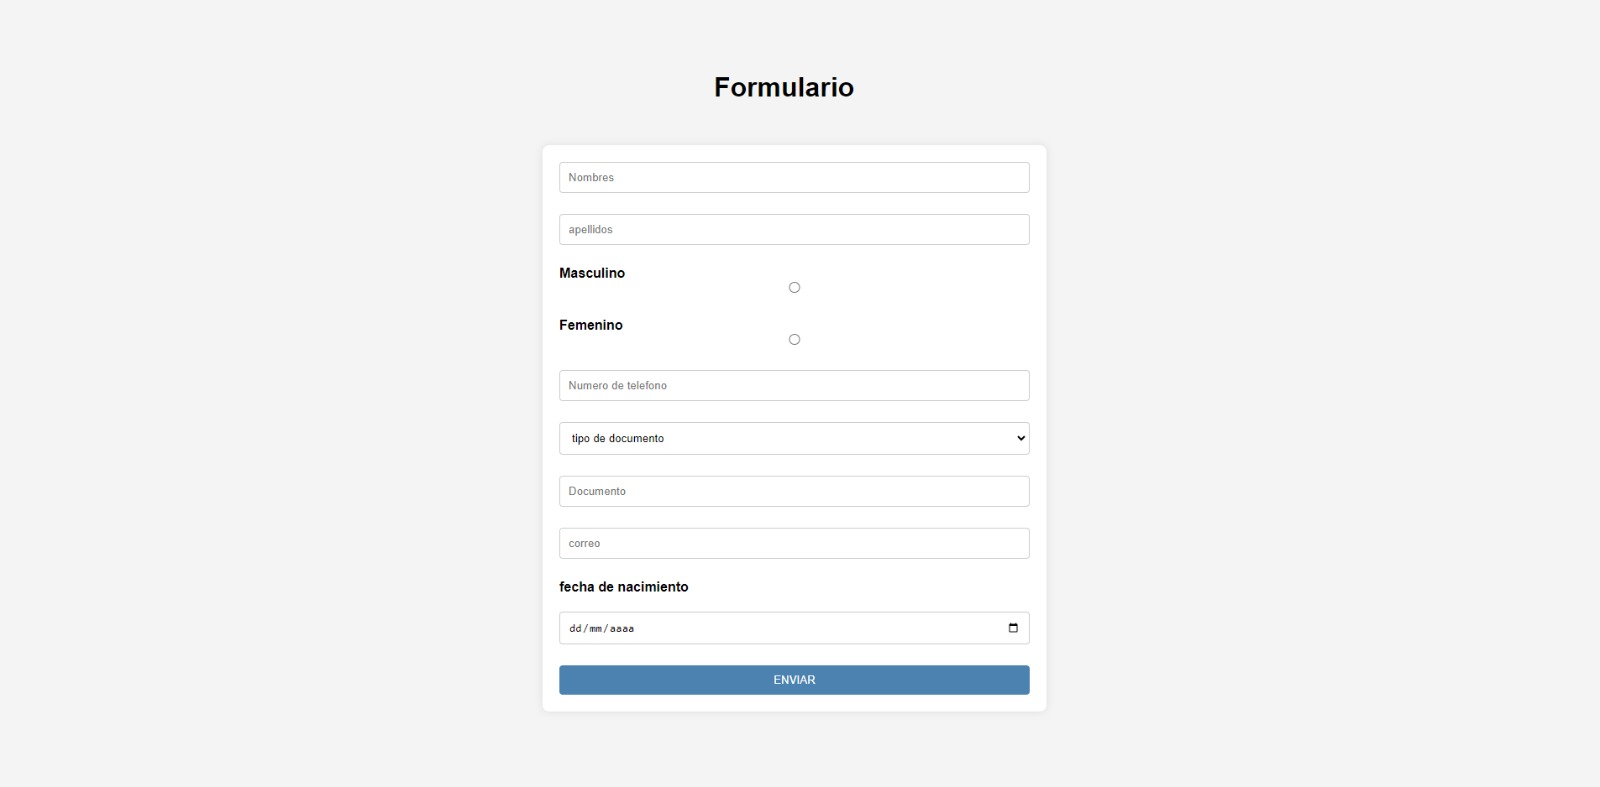 Formulario
Nombres
apellidos
Masculino
Femenino
Numero de telefono
tipo de documento
Documento
correo
fecha de nacimiento
dd/mm/aaaa
ENVIAR